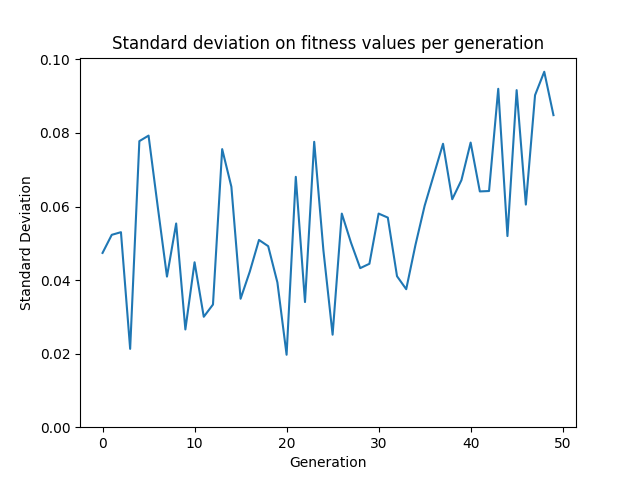 Standard deviation on fitness values per generation
0.10
0.08
0.06
0.04
0.02
0.00
Standard Deviation
0 10 20 30 40 50
Generation